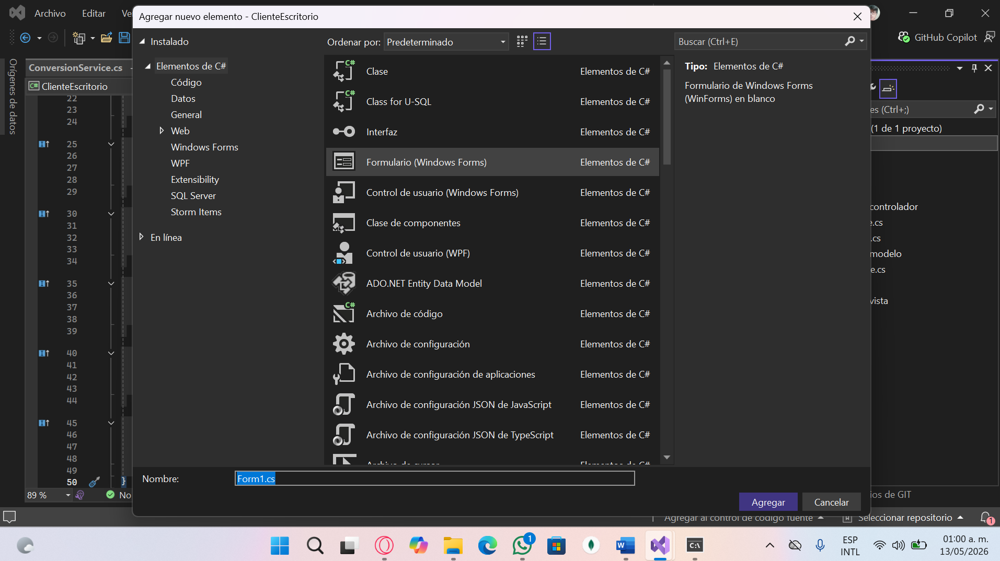 Archivo
Editar
Agregar nuevo elemento - ClienteEscritorio
GitHub Copilot
Instalado
Ordenar por:
Predeterminado
Buscar (Ctrl+E)
Orígenes de datos
ConversionService.cs
ClienteEscritorio
Elementos de C#
Código
Datos
General
Web
Windows Forms
WPF
Extensibility
SQL Server
Storm Items
En línea
Clase Elementos de C#
Class for U-SQL Elementos de C#
Interfaz Elementos de C#
Formulario (Windows Forms) Elementos de C#
Control de usuario (Windows Forms) Elementos de C#
Clase de componentes Elementos de C#
Control de usuario (WPF) Elementos de C#
ADO.NET Entity Data Model Elementos de C#
Archivo de código Elementos de C#
Archivo de configuración Elementos de C#
Archivo de configuración de aplicaciones Elementos de C#
Archivo de configuración JSON de JavaScript Elementos de C#
Archivo de configuración JSON de TypeScript Elementos de C#
Tipo: Elementos de C#
Formulario de Windows Forms
(WinForms) en blanco
(Ctrl+;)
(1 de 1 proyecto)
controlador
.cs
modelo
e.cs
vista
22
23
24
25
26
27
28
29
30
31
32
33
34
35
36
37
38
39
40
41
42
43
44
45
46
47
48
49
50 }
89 %
No
Nombre:
Form1.cs
Agregar
Cancelar
ios de GIT
Agregar al control de código fuente
Seleccionar repositorio
1
1
ESP
INTL
01:00 a. m.
13/05/2026